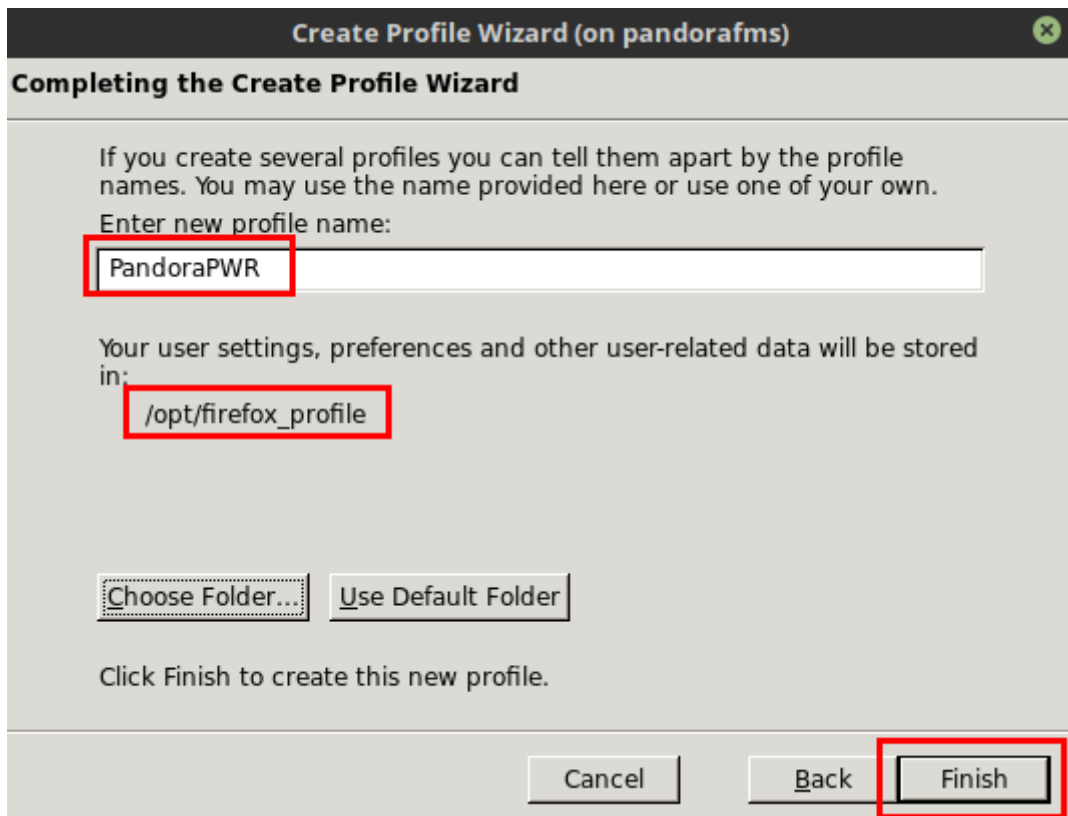 Create Profile Wizard (on pandorafms)
Completing the Create Profile Wizard
If you create several profiles you can tell them apart by the profile
names. You may use the name provided here or use one of your own.
Enter new profile name:
PandoraPWR
Your user settings, preferences and other user-related data will be stored
in:
/opt/firefox_profile
Choose Folder... Use Default Folder
Click Finish to create this new profile.
Cancel Back Finish